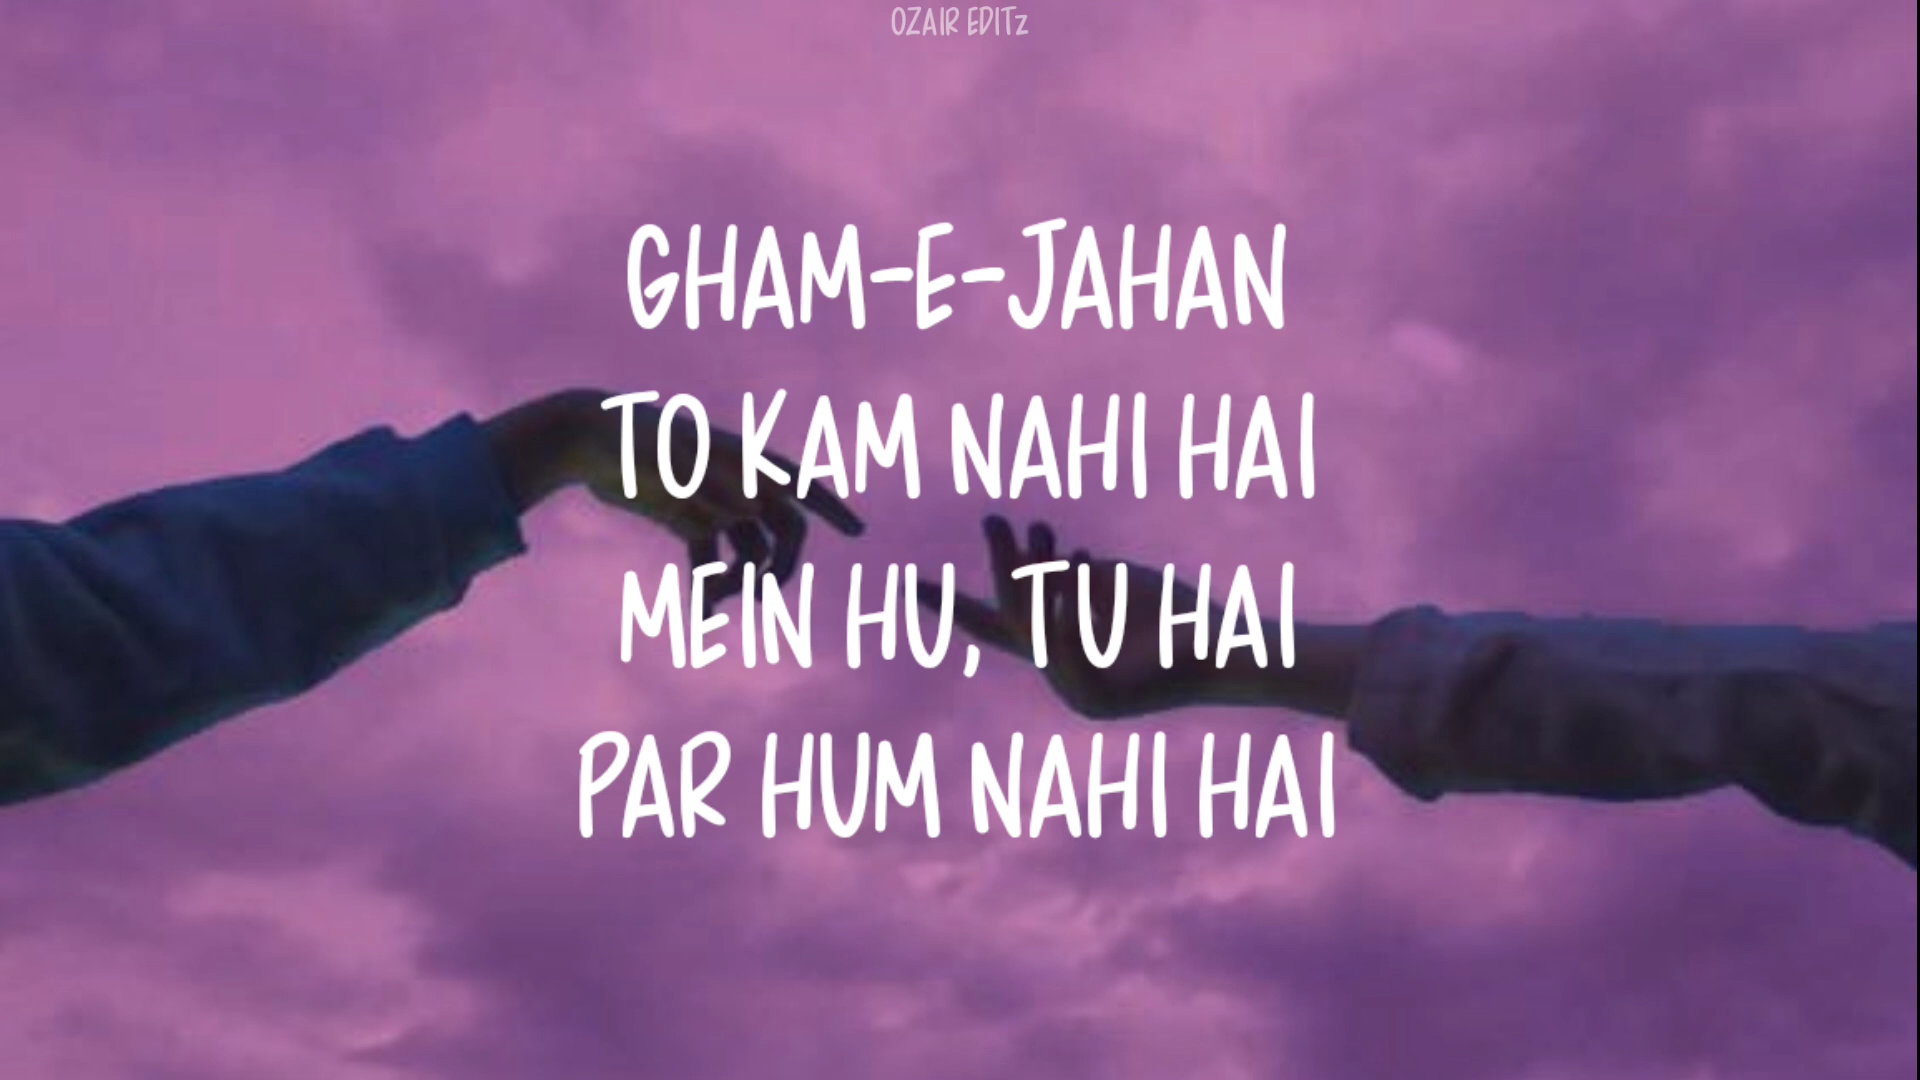 OZAIR EDITz
GHAM-E-JAHAN
TO KAM NAHI HAI
MEIN HU, TU HAI
PAR HUM NAHI HAI